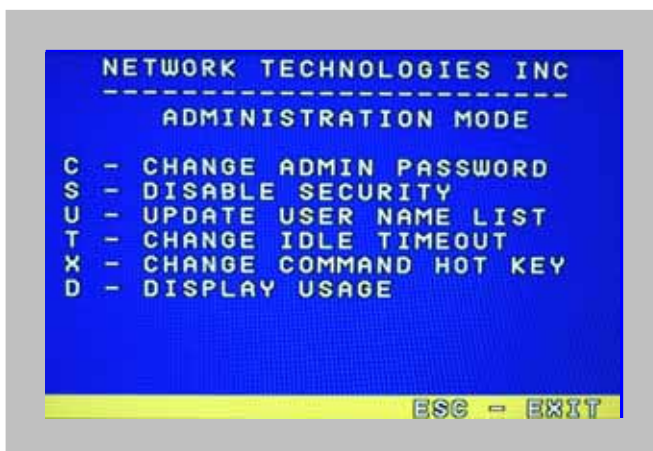 NETWORK TECHNOLOGIES INC
------------------------
ADMINISTRATION MODE
C - CHANGE ADMIN PASSWORD
S - DISABLE SECURITY
U - UPDATE USER NAME LIST
T - CHANGE IDLE TIMEOUT
X - CHANGE COMMAND HOT KEY
D - DISPLAY USAGE
ESC - EXIT